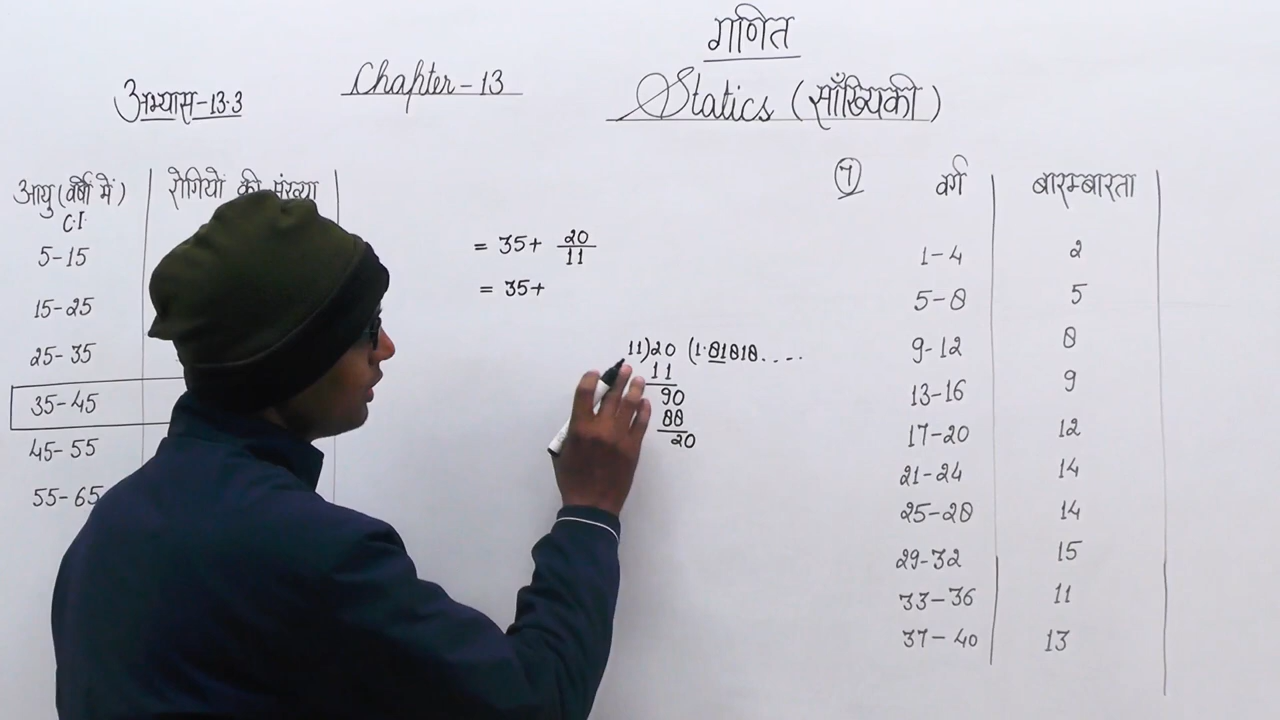 गणित
Chapter-13
अभ्यास-13.3
Statics (साँख्यिकी)
आयु (वर्षो में) रोगियों की संख्या
C.I.
5-15
15-25
25-35
35-45
45-55
55-65
= 35+ 20/11
= 35+
11)20 (1.81818....
11
90
88
20
7 वर्ग बारम्बारता
1-4 2
5-8 5
9-12 8
13-16 9
17-20 12
21-24 14
25-28 14
29-32 15
33-36 11
37-40 13